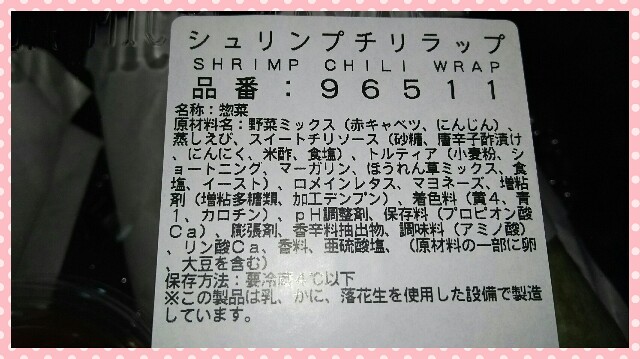 シュリンプチリラップ
SHRIMP CHILI WRAP
品番：96511
名称：惣菜
原材料名：野菜ミックス（赤キャベツ、にんじん）、
蒸しえび、スイートチリソース（砂糖、唐辛子酢漬け
、にんにく、米酢、食塩）、トルティア（小麦粉、ショ
ートニング、マーガリン、ほうれん草ミックス、食
塩、イースト）、ロメインレタス、マヨネーズ、増粘
剤（増粘多糖類、加工デンプン）、着色料（黄4、青
1、カロチン）、pH調整剤、保存料（プロピオン酸
Ca）、膨張剤、香辛料抽出物、調味料（アミノ酸）
、リン酸Ca、香料、亜硫酸塩、（原材料の一部に卵
、大豆を含む）
保存方法：要冷蔵4℃以下
※この製品は乳、かに、落花生を使用した設備で製造
しています。